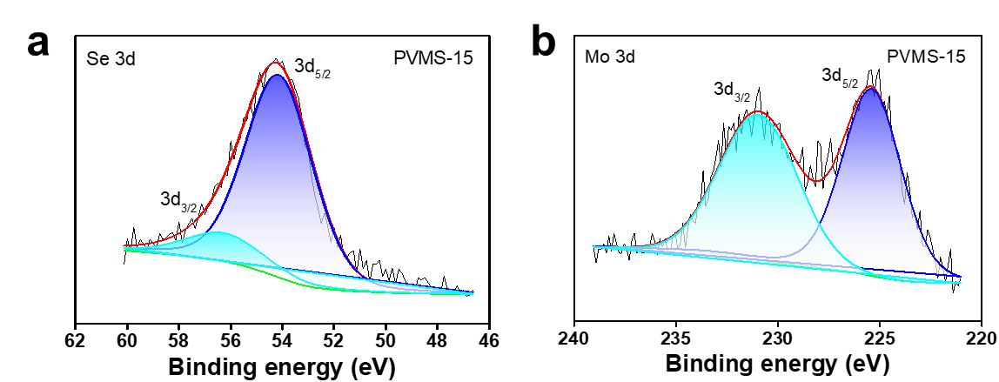 a
Se 3d
PVMS-15
3d5/2
3d3/2
62 60 58 56 54 52 50 48 46
Binding energy (eV)
b
Mo 3d
PVMS-15
3d3/2
3d5/2
240 235 230 225 220
Binding energy (eV)